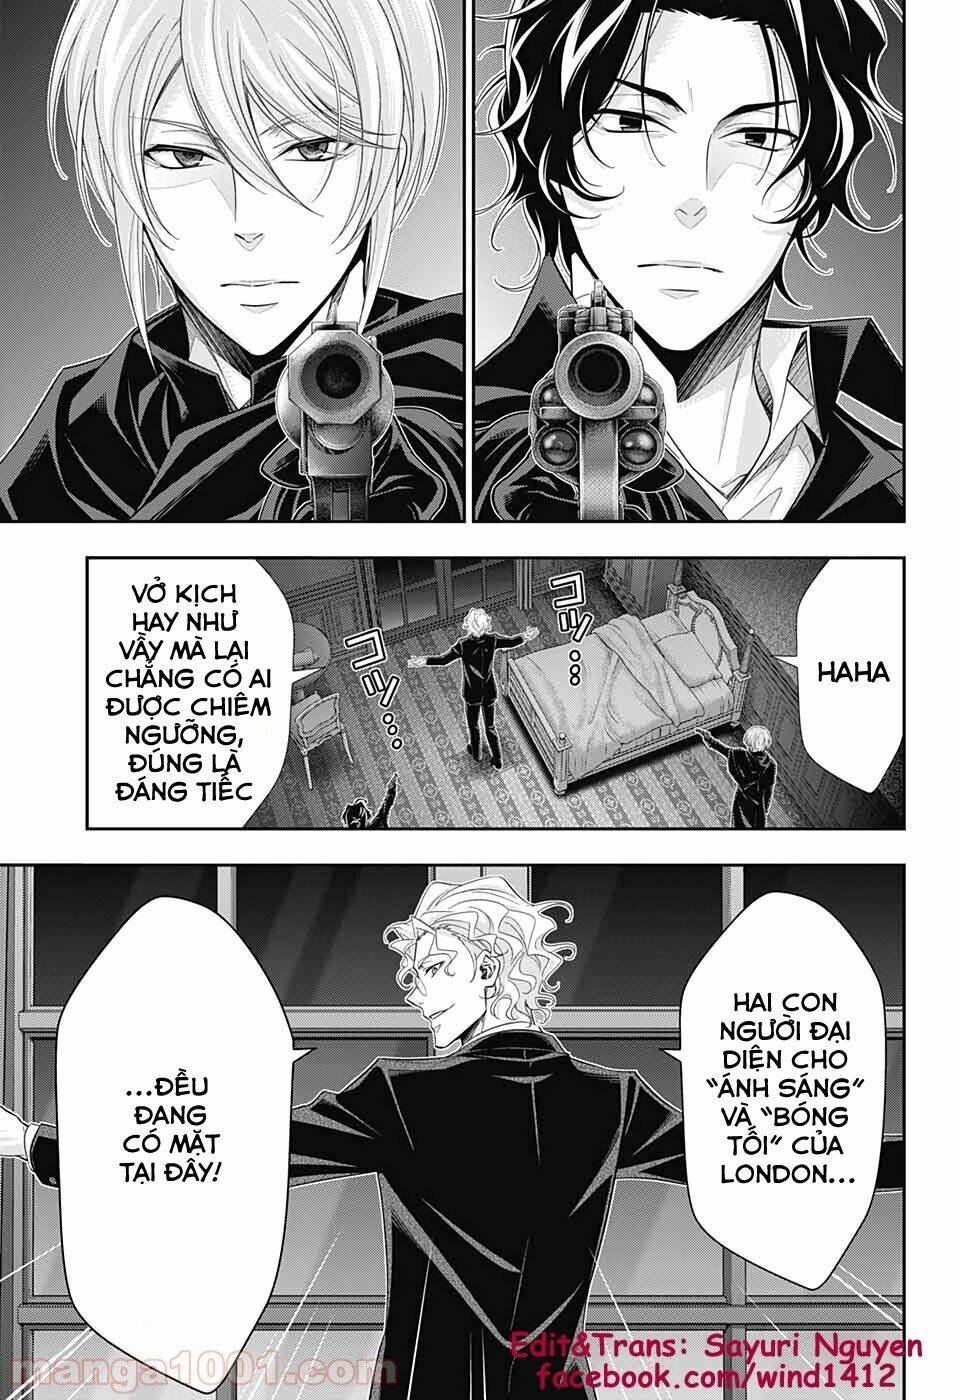 HAHA
VỞ KỊCH
HAY NHƯ
VẦY MÀ LẠI
CHẲNG CÓ AI
ĐƯỢC CHIÊM
NGƯỠNG,
ĐÚNG LÀ
ĐÁNG TIẾC
コツ...
コツ...
HAI CON
NGƯỜI ĐẠI
DIỆN CHO
"ÁNH SÁNG"
VÀ "BÓNG
TỐI" CỦA
LONDON...
...ĐỀU
ĐANG
CÓ MẶT
TẠI ĐÂY!
Edit&Trans: Sayuri Nguyen
facebook.com/wind1412
manga1001.com